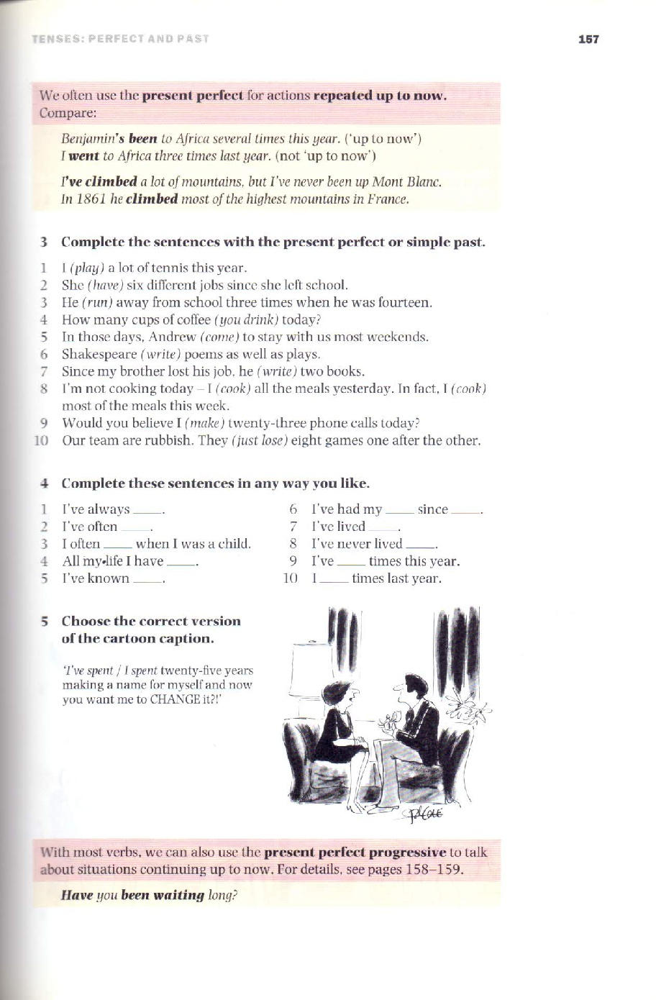 TENSES: PERFECT AND PAST
157
We often use the present perfect for actions repeated up to now.
Compare:
Benjamin's been to Africa several times this year. ('up to now')
I went to Africa three times last year. (not 'up to now')
I've climbed a lot of mountains, but I've never been up Mont Blanc.
In 1861 he climbed most of the highest mountains in France.
3 Complete the sentences with the present perfect or simple past.
1 I (play) a lot of tennis this year.
2 She (have) six different jobs since she left school.
3 He (run) away from school three times when he was fourteen.
4 How many cups of coffee (you drink) today?
5 In those days, Andrew (come) to stay with us most weekends.
6 Shakespeare (write) poems as well as plays.
7 Since my brother lost his job, he (write) two books.
8 I'm not cooking today – I (cook) all the meals yesterday. In fact, I (cook)
most of the meals this week.
9 Would you believe I (make) twenty-three phone calls today?
10 Our team are rubbish. They (just lose) eight games one after the other.
4 Complete these sentences in any way you like.
1 I've always ____.
2 I've often ____.
3 I often ____ when I was a child.
4 All my life I have ____.
5 I've known ____.
6 I've had my ____ since ____.
7 I've lived ____.
8 I've never lived ____.
9 I've ____ times this year.
10 I ____ times last year.
5 Choose the correct version
of the cartoon caption.
'I've spent / I spent twenty-five years
making a name for myself and now
you want me to CHANGE it?!'
With most verbs, we can also use the present perfect progressive to talk
about situations continuing up to now. For details, see pages 158–159.
Have you been waiting long?